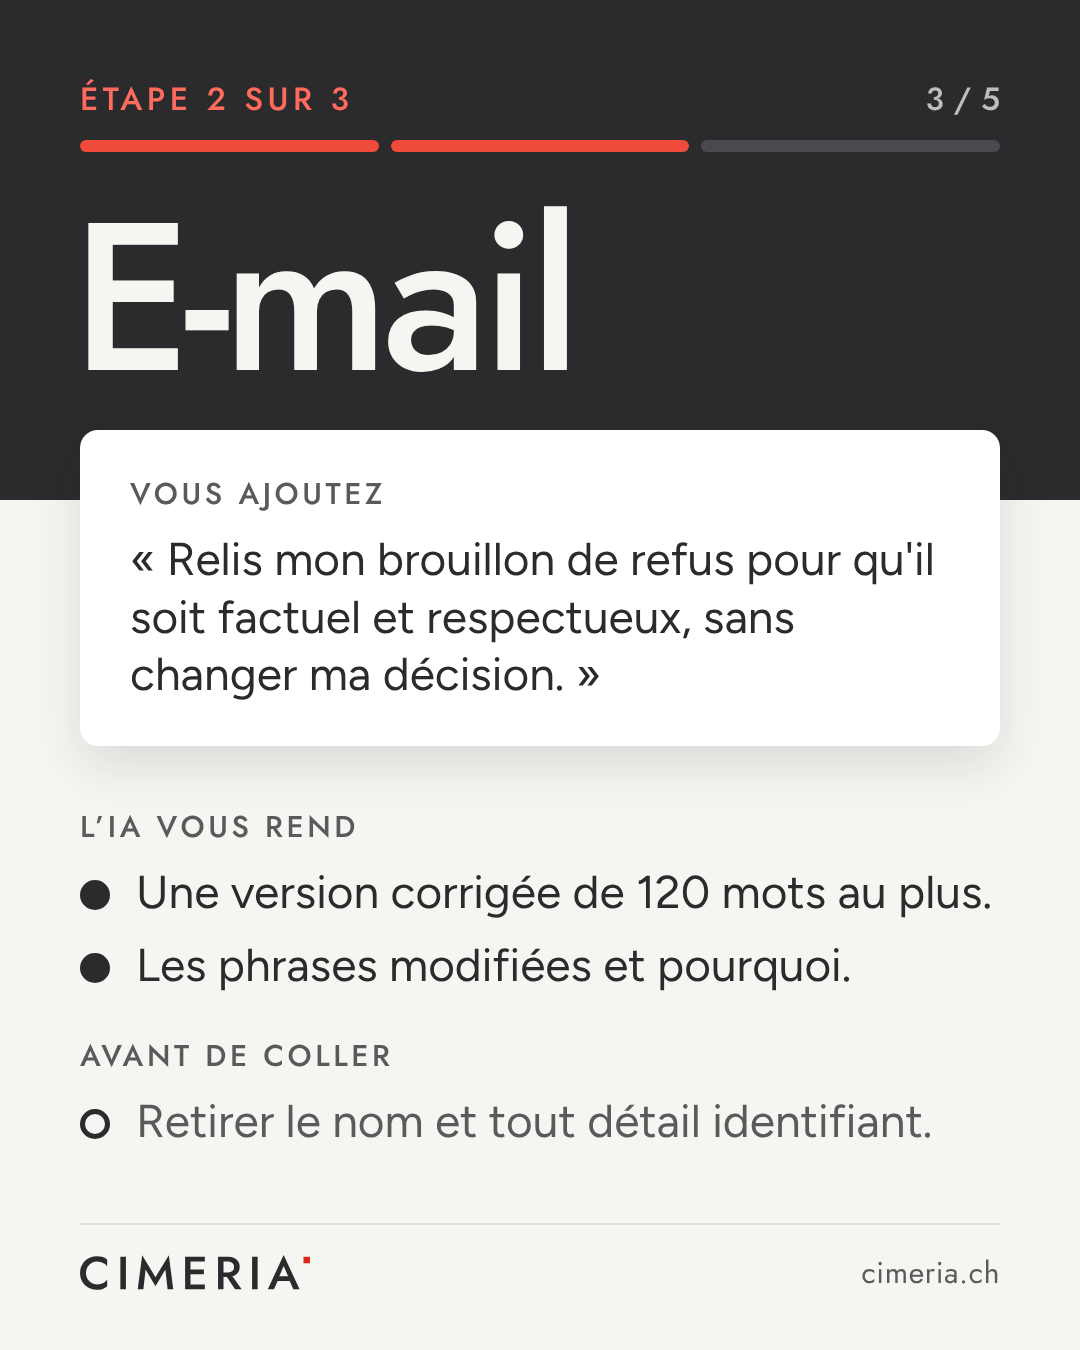 ÉTAPE 2 SUR 3
3 / 5
E-mail
VOUS AJOUTEZ
« Relis mon brouillon de refus pour qu'il
soit factuel et respectueux, sans
changer ma décision. »
L’IA VOUS REND
Une version corrigée de 120 mots au plus.
Les phrases modifiées et pourquoi.
AVANT DE COLLER
Retirer le nom et tout détail identifiant.
CIMERIA
cimeria.ch